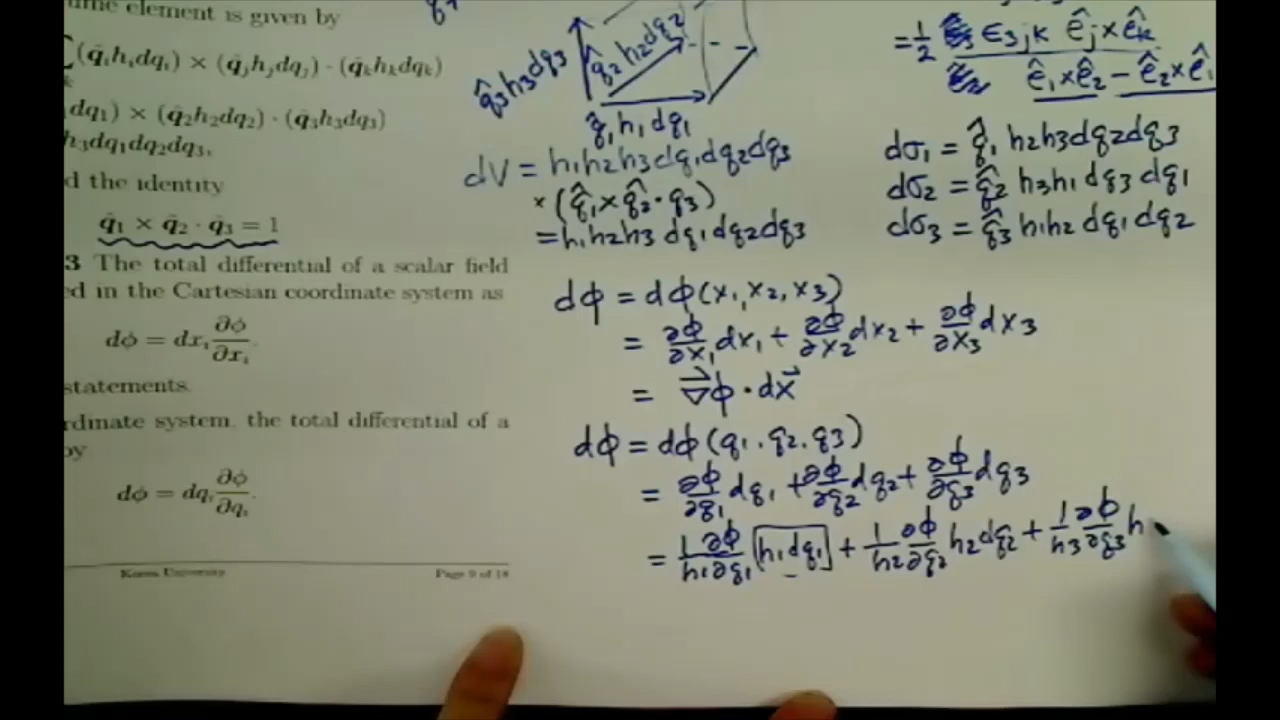 ume element is given by
(q̂ᵢhᵢdqᵢ) × (q̂ⱼhⱼdqⱼ) · (q̂ₖhₖdqₖ)
dq₁) × (q̂₂h₂dq₂) · (q̂₃h₃dq₃)
h₃dq₁dq₂dq₃,
d the identity
q̂₁ × q̂₂ · q̂₃ = 1
3 The total differential of a scalar field
ed in the Cartesian coordinate system as
dϕ = dxᵢ ∂ϕ/∂xᵢ.
statements.
rdinate system, the total differential of a
by
dϕ = dqᵢ ∂ϕ/∂qᵢ.
Korea University
Page 9 of 18
q̂₃h₃dq₃
q̂₂h₂dq₂
q̂₁h₁dq₁
dV = h₁h₂h₃dq₁dq₂dq₃
× (q̂₁×q̂₂·q̂₃)
= h₁h₂h₃ dq₁dq₂dq₃
= 1/2 ϵ₃jk êⱼ×êₖ
ê₁×ê₂ − ê₂×ê₁
dσ₁ = q̂₁ h₂h₃dq₂dq₃
dσ₂ = q̂₂ h₃h₁ dq₃ dq₁
dσ₃ = q̂₃ h₁h₂ dq₁ dq₂
dϕ = dϕ(x₁,x₂,x₃)
= ∂ϕ/∂x₁ dx₁ + ∂ϕ/∂x₂ dx₂ + ∂ϕ/∂x₃ dx₃
= ∇⃗ϕ · dx⃗
dϕ = dϕ(q₁.q₂.q₃)
= ∂ϕ/∂q₁ dq₁ + ∂ϕ/∂q₂ dq₂ + ∂ϕ/∂q₃ dq₃
= 1/h₁ ∂ϕ/∂q₁ h₁dq₁ + 1/h₂ ∂ϕ/∂q₂ h₂dq₂ + 1/h₃ ∂ϕ/∂q₃ h